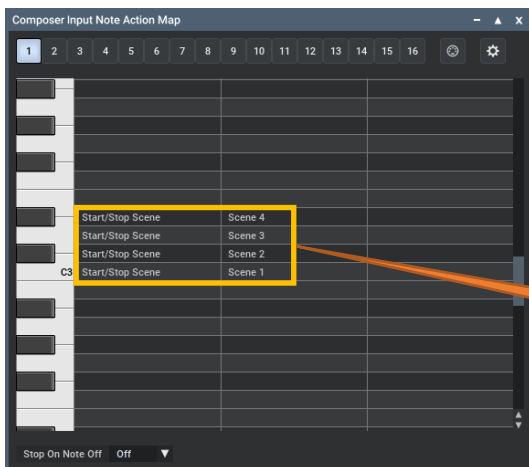 Composer Input Note Action Map
1 2 3 4 5 6 7 8 9 10 11 12 13 14 15 16
Start/Stop Scene Scene 4
Start/Stop Scene Scene 3
Start/Stop Scene Scene 2
C3 Start/Stop Scene Scene 1
Stop On Note Off Off